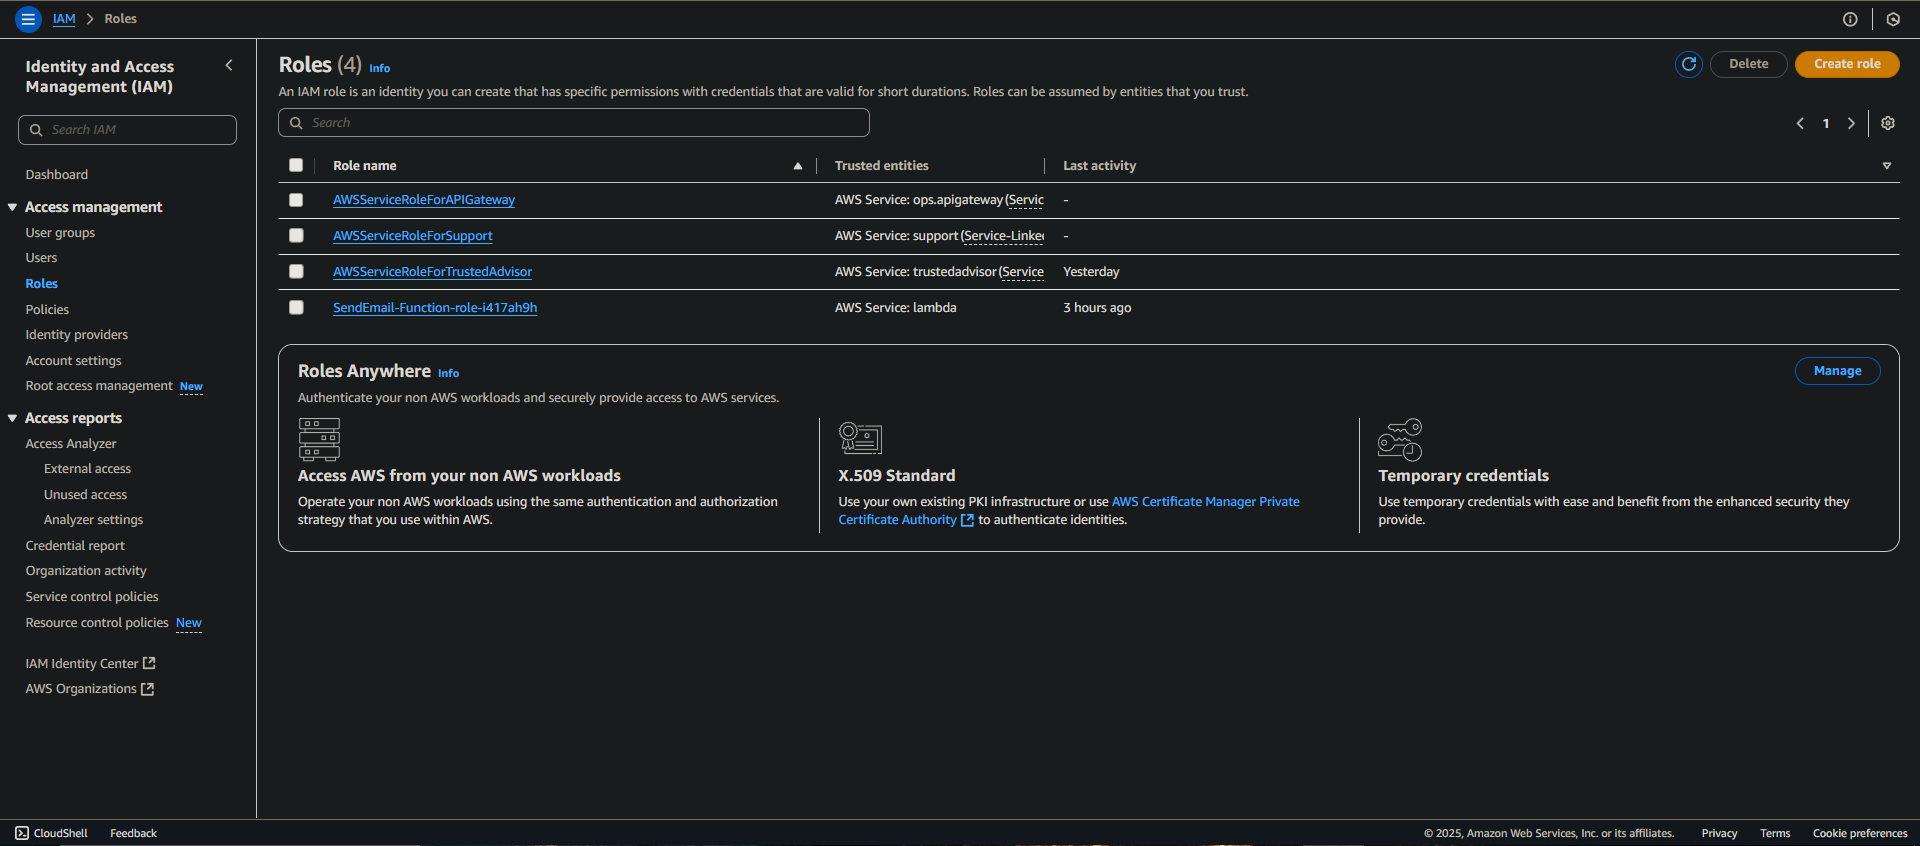 IAM > Roles
Identity and Access
Management (IAM)
Search IAM
Dashboard
Access management
User groups
Users
Roles
Policies
Identity providers
Account settings
Root access management New
Access reports
Access Analyzer
External access
Unused access
Analyzer settings
Credential report
Organization activity
Service control policies
Resource control policies New
IAM Identity Center
AWS Organizations
Roles (4) Info
Delete
Create role
An IAM role is an identity you can create that has specific permissions with credentials that are valid for short durations. Roles can be assumed by entities that you trust.
Search
1
Role name Trusted entities Last activity
AWSServiceRoleForAPIGateway AWS Service: ops.apigateway (Servic -
AWSServiceRoleForSupport AWS Service: support (Service-Linke -
AWSServiceRoleForTrustedAdvisor AWS Service: trustedadvisor (Service Yesterday
SendEmail-Function-role-i417ah9h AWS Service: lambda 3 hours ago
Roles Anywhere Info
Manage
Authenticate your non AWS workloads and securely provide access to AWS services.
Access AWS from your non AWS workloads
Operate your non AWS workloads using the same authentication and authorization
strategy that you use within AWS.
X.509 Standard
Use your own existing PKI infrastructure or use AWS Certificate Manager Private
Certificate Authority to authenticate identities.
Temporary credentials
Use temporary credentials with ease and benefit from the enhanced security they
provide.
CloudShell Feedback
© 2025, Amazon Web Services, Inc. or its affiliates. Privacy Terms Cookie preferences